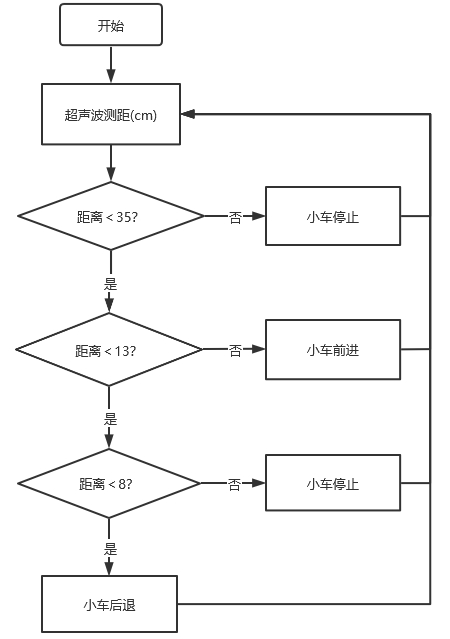 开始
超声波测距(cm)
距离<35?
否
小车停止
是
距离<13?
否
小车前进
是
距离<8?
否
小车停止
是
小车后退